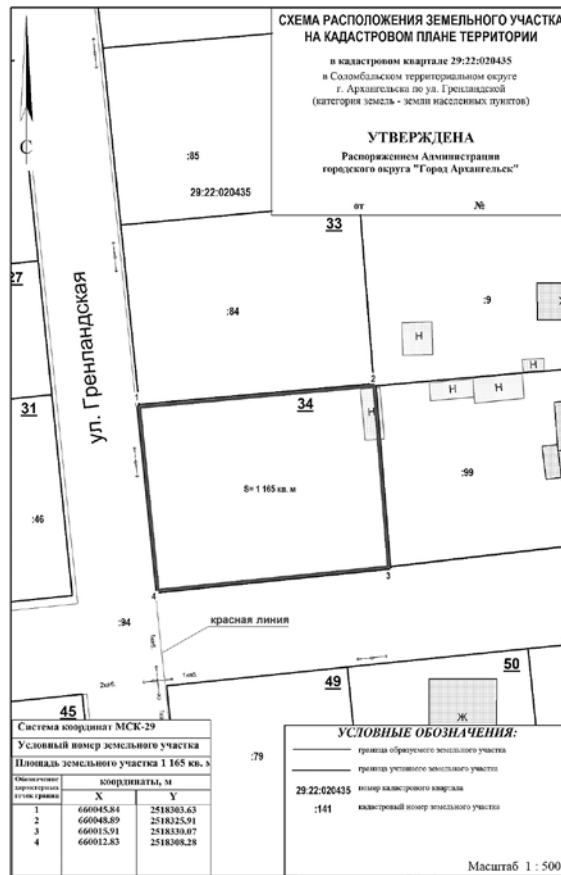 СХЕМА РАСПОЛОЖЕНИЯ ЗЕМЕЛЬНОГО УЧАСТКА
НА КАДАСТРОВОМ ПЛАНЕ ТЕРРИТОРИИ
в кадастровом квартале 29:22:020435
в Соломбальском территориальном округе
г. Архангельска по ул. Гренландской
(категория земель - земли населенных пунктов)
УТВЕРЖДЕНА
Распоряжением Администрации
городского округа "Город Архангельск"
от №
С
:85
29:22:020435
33
27
ул. Гренландская
:84
:9
Н
Н
1
2
31
34
Н
Н
Н
S= 1 165 кв. м
:99
:46
3
4
:94
красная линия
2каб.
1каб.
49
50
45
Ж
:79
Система координат МСК-29
Условный номер земельного участка
Площадь земельного участка 1 165 кв. м
Обозначение характерных точек границ
координаты, м
X Y
1 660045.84 2518303.63
2 660048.89 2518325.91
3 660015.91 2518330.07
4 660012.83 2518308.28
УСЛОВНЫЕ ОБОЗНАЧЕНИЯ:
граница образуемого земельного участка
граница учтенного земельного участка
29:22:020435 номер кадастрового квартала
:141 кадастровый номер земельного участка
Масштаб 1 : 500